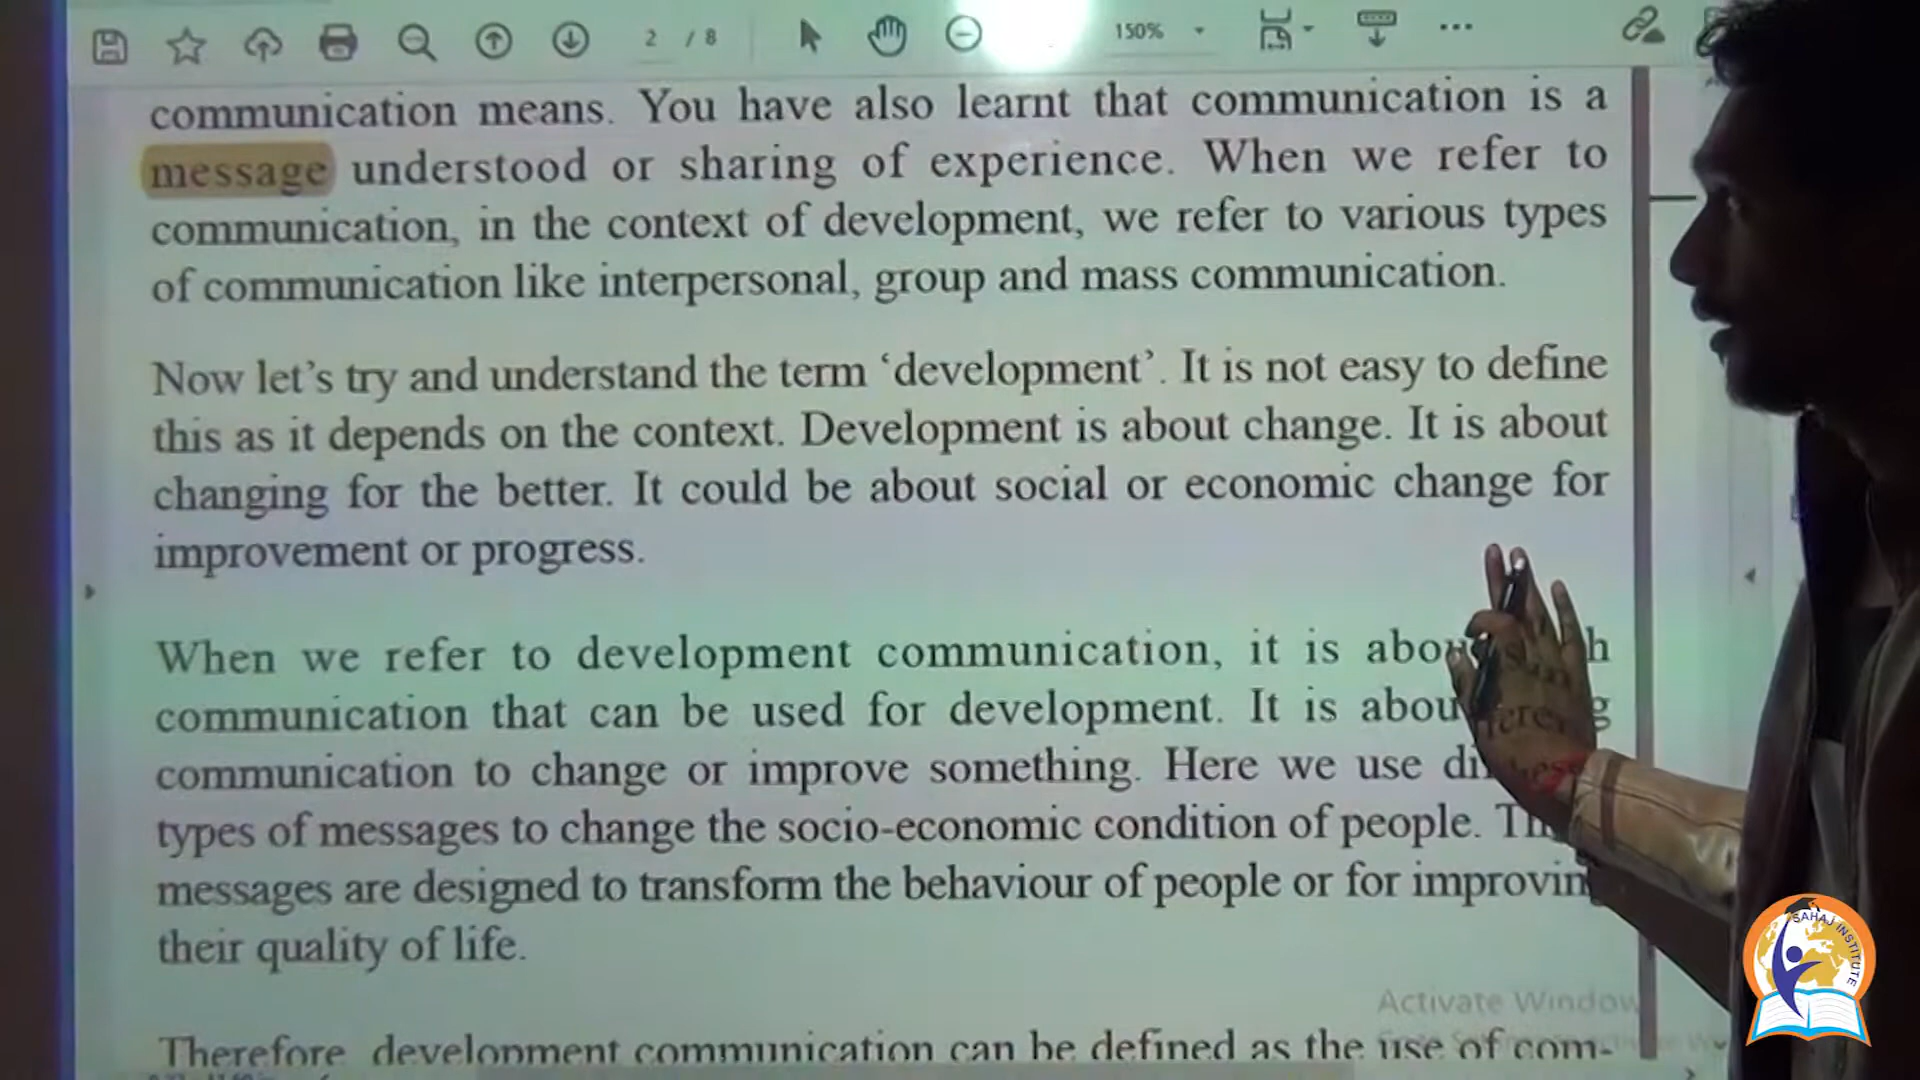 2 / 8 150%
communication means. You have also learnt that communication is a
message understood or sharing of experience. When we refer to
communication, in the context of development, we refer to various types
of communication like interpersonal, group and mass communication.
Now let's try and understand the term ‘development’. It is not easy to define
this as it depends on the context. Development is about change. It is about
changing for the better. It could be about social or economic change for
improvement or progress.
When we refer to development communication, it is about
communication that can be used for development. It is about
communication to change or improve something. Here we use
types of messages to change the socio-economic condition of people.
messages are designed to transform the behaviour of people or for improving
their quality of life.
Activate Window
Therefore development communication can be defined as the use of com-
SAHAJ INSTITUTE